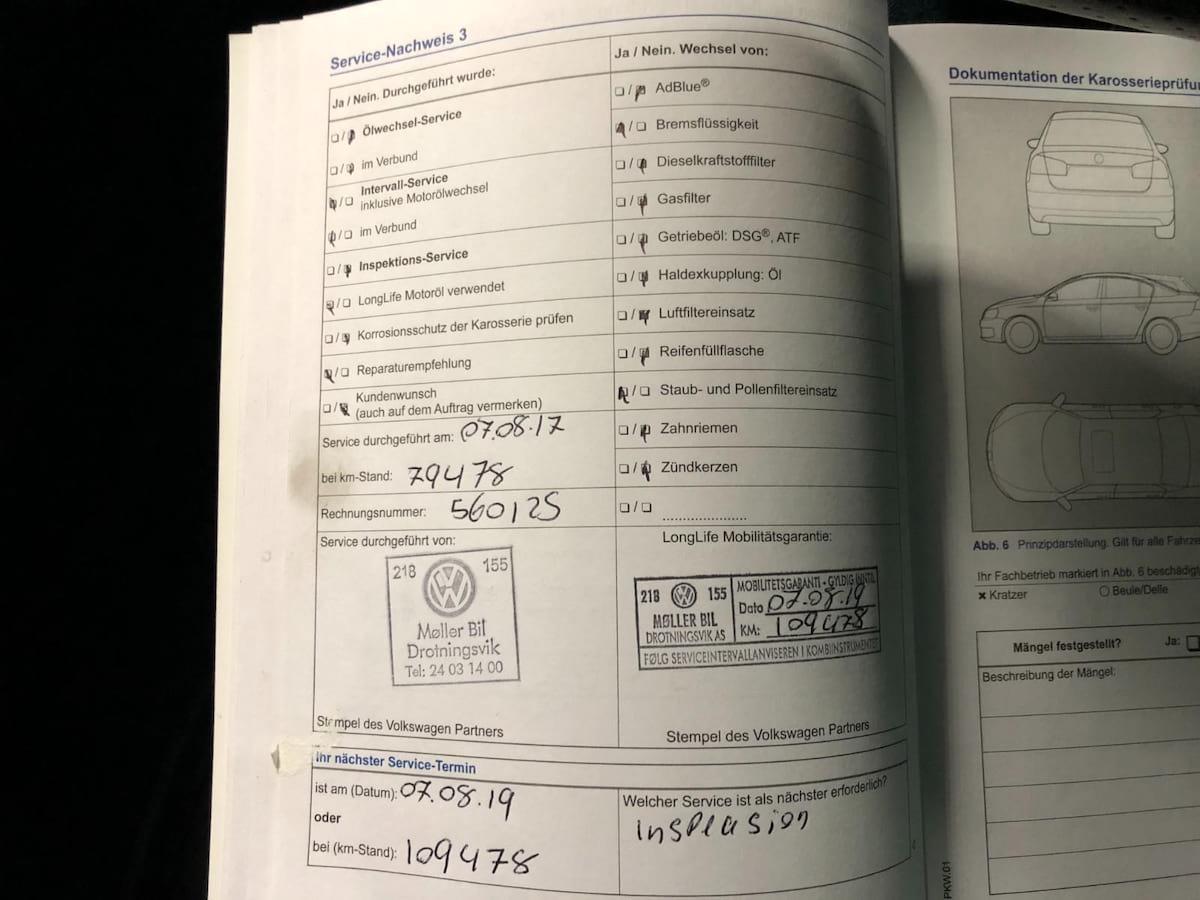 Service-Nachweis 3
Ja / Nein. Durchgeführt wurde:
❑/❑ Ölwechsel-Service
❑/❑ im Verbund
❑/❑ Intervall-Service
inklusive Motorölwechsel
❑/❑ im Verbund
❑/❑ Inspektions-Service
❑/❑ LongLife Motoröl verwendet
❑/❑ Korrosionsschutz der Karosserie prüfen
❑/❑ Reparaturempfehlung
❑/❑ Kundenwunsch
(auch auf dem Auftrag vermerken)
Service durchgeführt am: 07.08.17
bei km-Stand: 79478
Rechnungsnummer: 560125
Service durchgeführt von:
218 155
Møller Bil
Drotningsvik
Tel: 24 03 14 00
Stempel des Volkswagen Partners
Ja / Nein. Wechsel von:
❑/❑ AdBlue®
❑/❑ Bremsflüssigkeit
❑/❑ Dieselkraftstofffilter
❑/❑ Gasfilter
❑/❑ Getriebeöl: DSG®, ATF
❑/❑ Haldexkupplung: Öl
❑/❑ Luftfiltereinsatz
❑/❑ Reifenfüllflasche
❑/❑ Staub- und Pollenfiltereinsatz
❑/❑ Zahnriemen
❑/❑ Zündkerzen
❑/❑ .....................
LongLife Mobilitätsgarantie:
218 155
MØLLER BIL
DROTNINGSVIK AS
MOBILITETSGARANTI - GYLDIG INNTIL
Dato 07.08.19
KM: 109478
FØLG SERVICEINTERVALLANVISEREN I KOMBIINSTRUMENTET
Stempel des Volkswagen Partners
Ihr nächster Service-Termin
ist am (Datum): 07.08.19
oder
bei (km-Stand): 109478
Welcher Service ist als nächster erforderlich?
Dokumentation der
Abb. 6 Prinzipdarstellung. Gilt für alle
Ihr Fachbetrieb markiert in Abb. 6
✖ Kratzer ○ Beule/Delle
Mängel festgestellt? Ja: ❑
Beschreibung der Mängel:
PKW.01